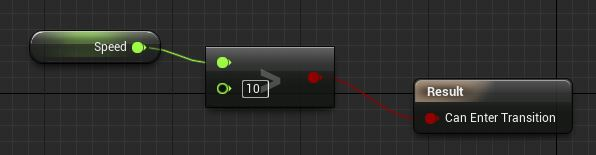 Speed
>
10
Result
Can Enter Transition